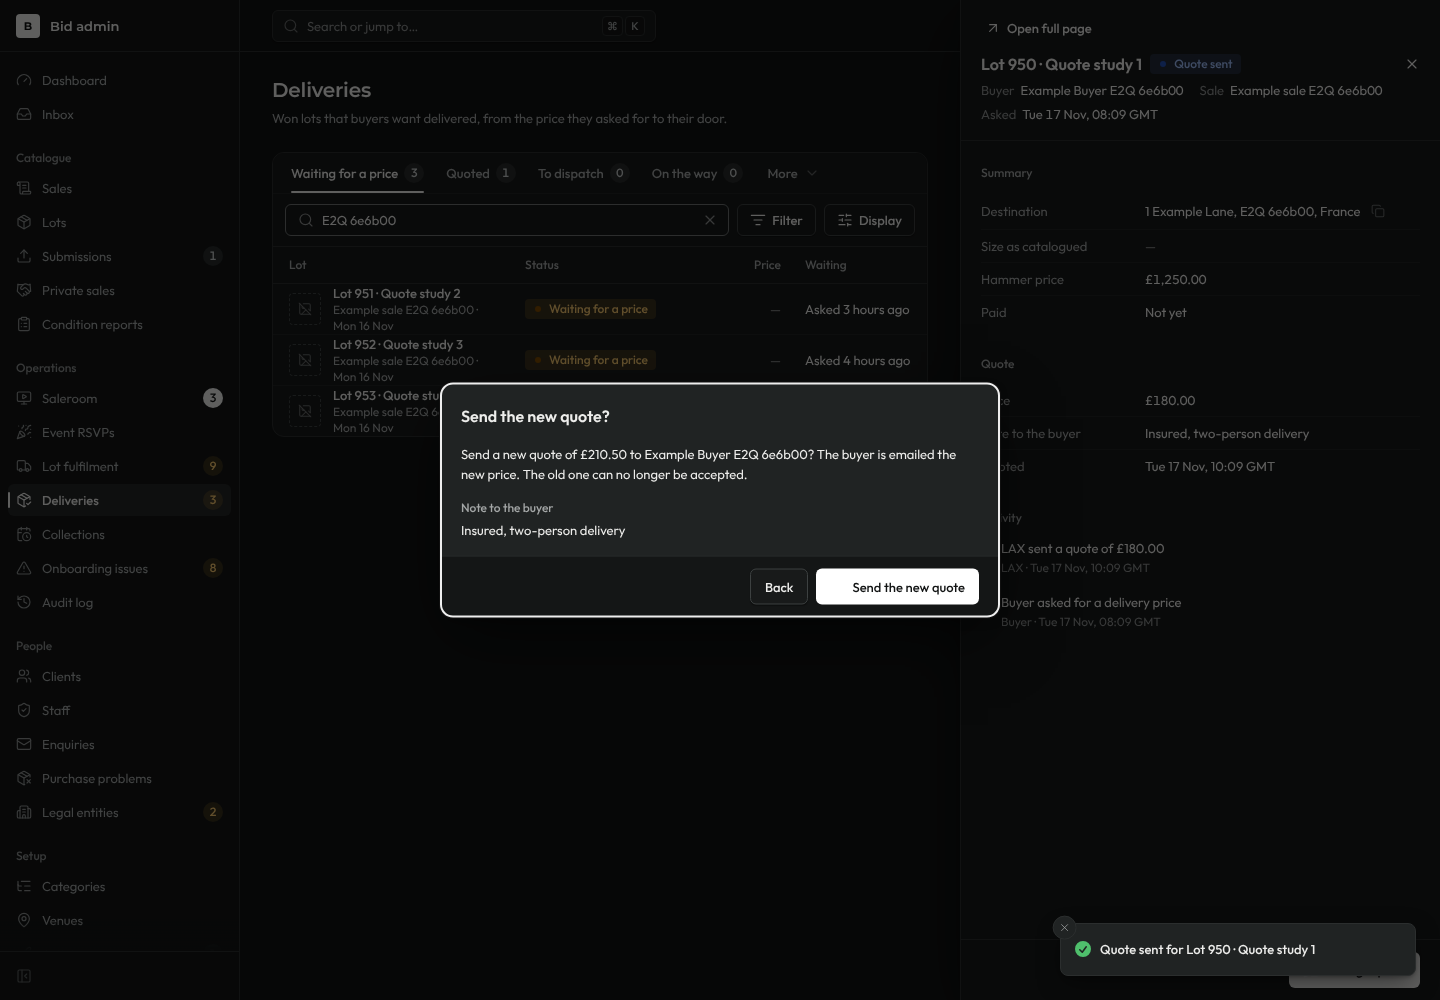 B Bid admin
Search or jump to...
⌘ K
Dashboard
Inbox
Catalogue
Sales
Lots
Submissions 1
Private sales
Condition reports
Operations
Saleroom 3
Event RSVPs
Lot fulfilment 9
Deliveries 3
Collections
Onboarding issues 8
Audit log
People
Clients
Staff
Enquiries
Purchase problems
Legal entities 2
Setup
Categories
Venues
Deliveries
Won lots that buyers want delivered, from the price they asked for to their door.
Waiting for a price 3 Quoted 1 To dispatch 0 On the way 0 More
E2Q 6e6b00
Filter
Display
Lot Status Price Waiting
Lot 951 · Quote study 2
Example sale E2Q 6e6b00 ·
Mon 16 Nov
Waiting for a price — Asked 3 hours ago
Lot 952 · Quote study 3
Example sale E2Q 6e6b00 ·
Mon 16 Nov
Waiting for a price — Asked 4 hours ago
Lot 953 · Quote stu
Example sale E2Q 6
Mon 16 Nov
Send the new quote?
Send a new quote of £210.50 to Example Buyer E2Q 6e6b00? The buyer is emailed the
new price. The old one can no longer be accepted.
Note to the buyer
Insured, two-person delivery
Back
Send the new quote
Open full page
Lot 950 · Quote study 1 Quote sent
Buyer Example Buyer E2Q 6e6b00 Sale Example sale E2Q 6e6b00
Asked Tue 17 Nov, 08:09 GMT
Summary
Destination 1 Example Lane, E2Q 6e6b00, France
Size as catalogued —
Hammer price £1,250.00
Paid Not yet
Quote
£180.00
to the buyer Insured, two-person delivery
Tue 17 Nov, 10:09 GMT
LAX sent a quote of £180.00
LAX · Tue 17 Nov, 10:09 GMT
Buyer asked for a delivery price
Buyer · Tue 17 Nov, 08:09 GMT
Quote sent for Lot 950 · Quote study 1